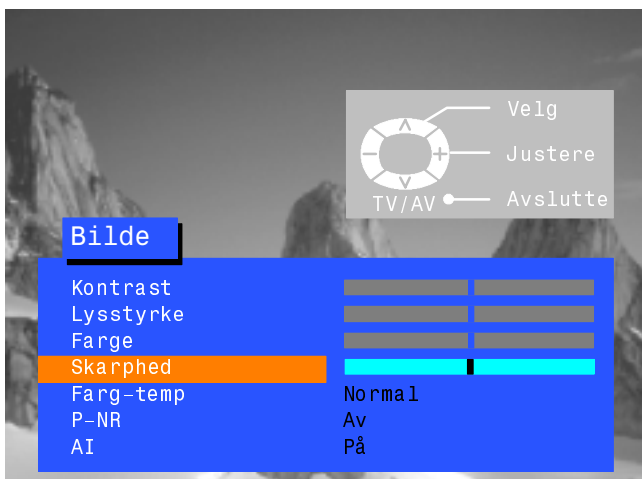 Velg
Justere
TV/AV Avslutte
Bilde
Kontrast
Lysstyrke
Farge
Skarphed
Farg-temp Normal
P-NR Av
AI På